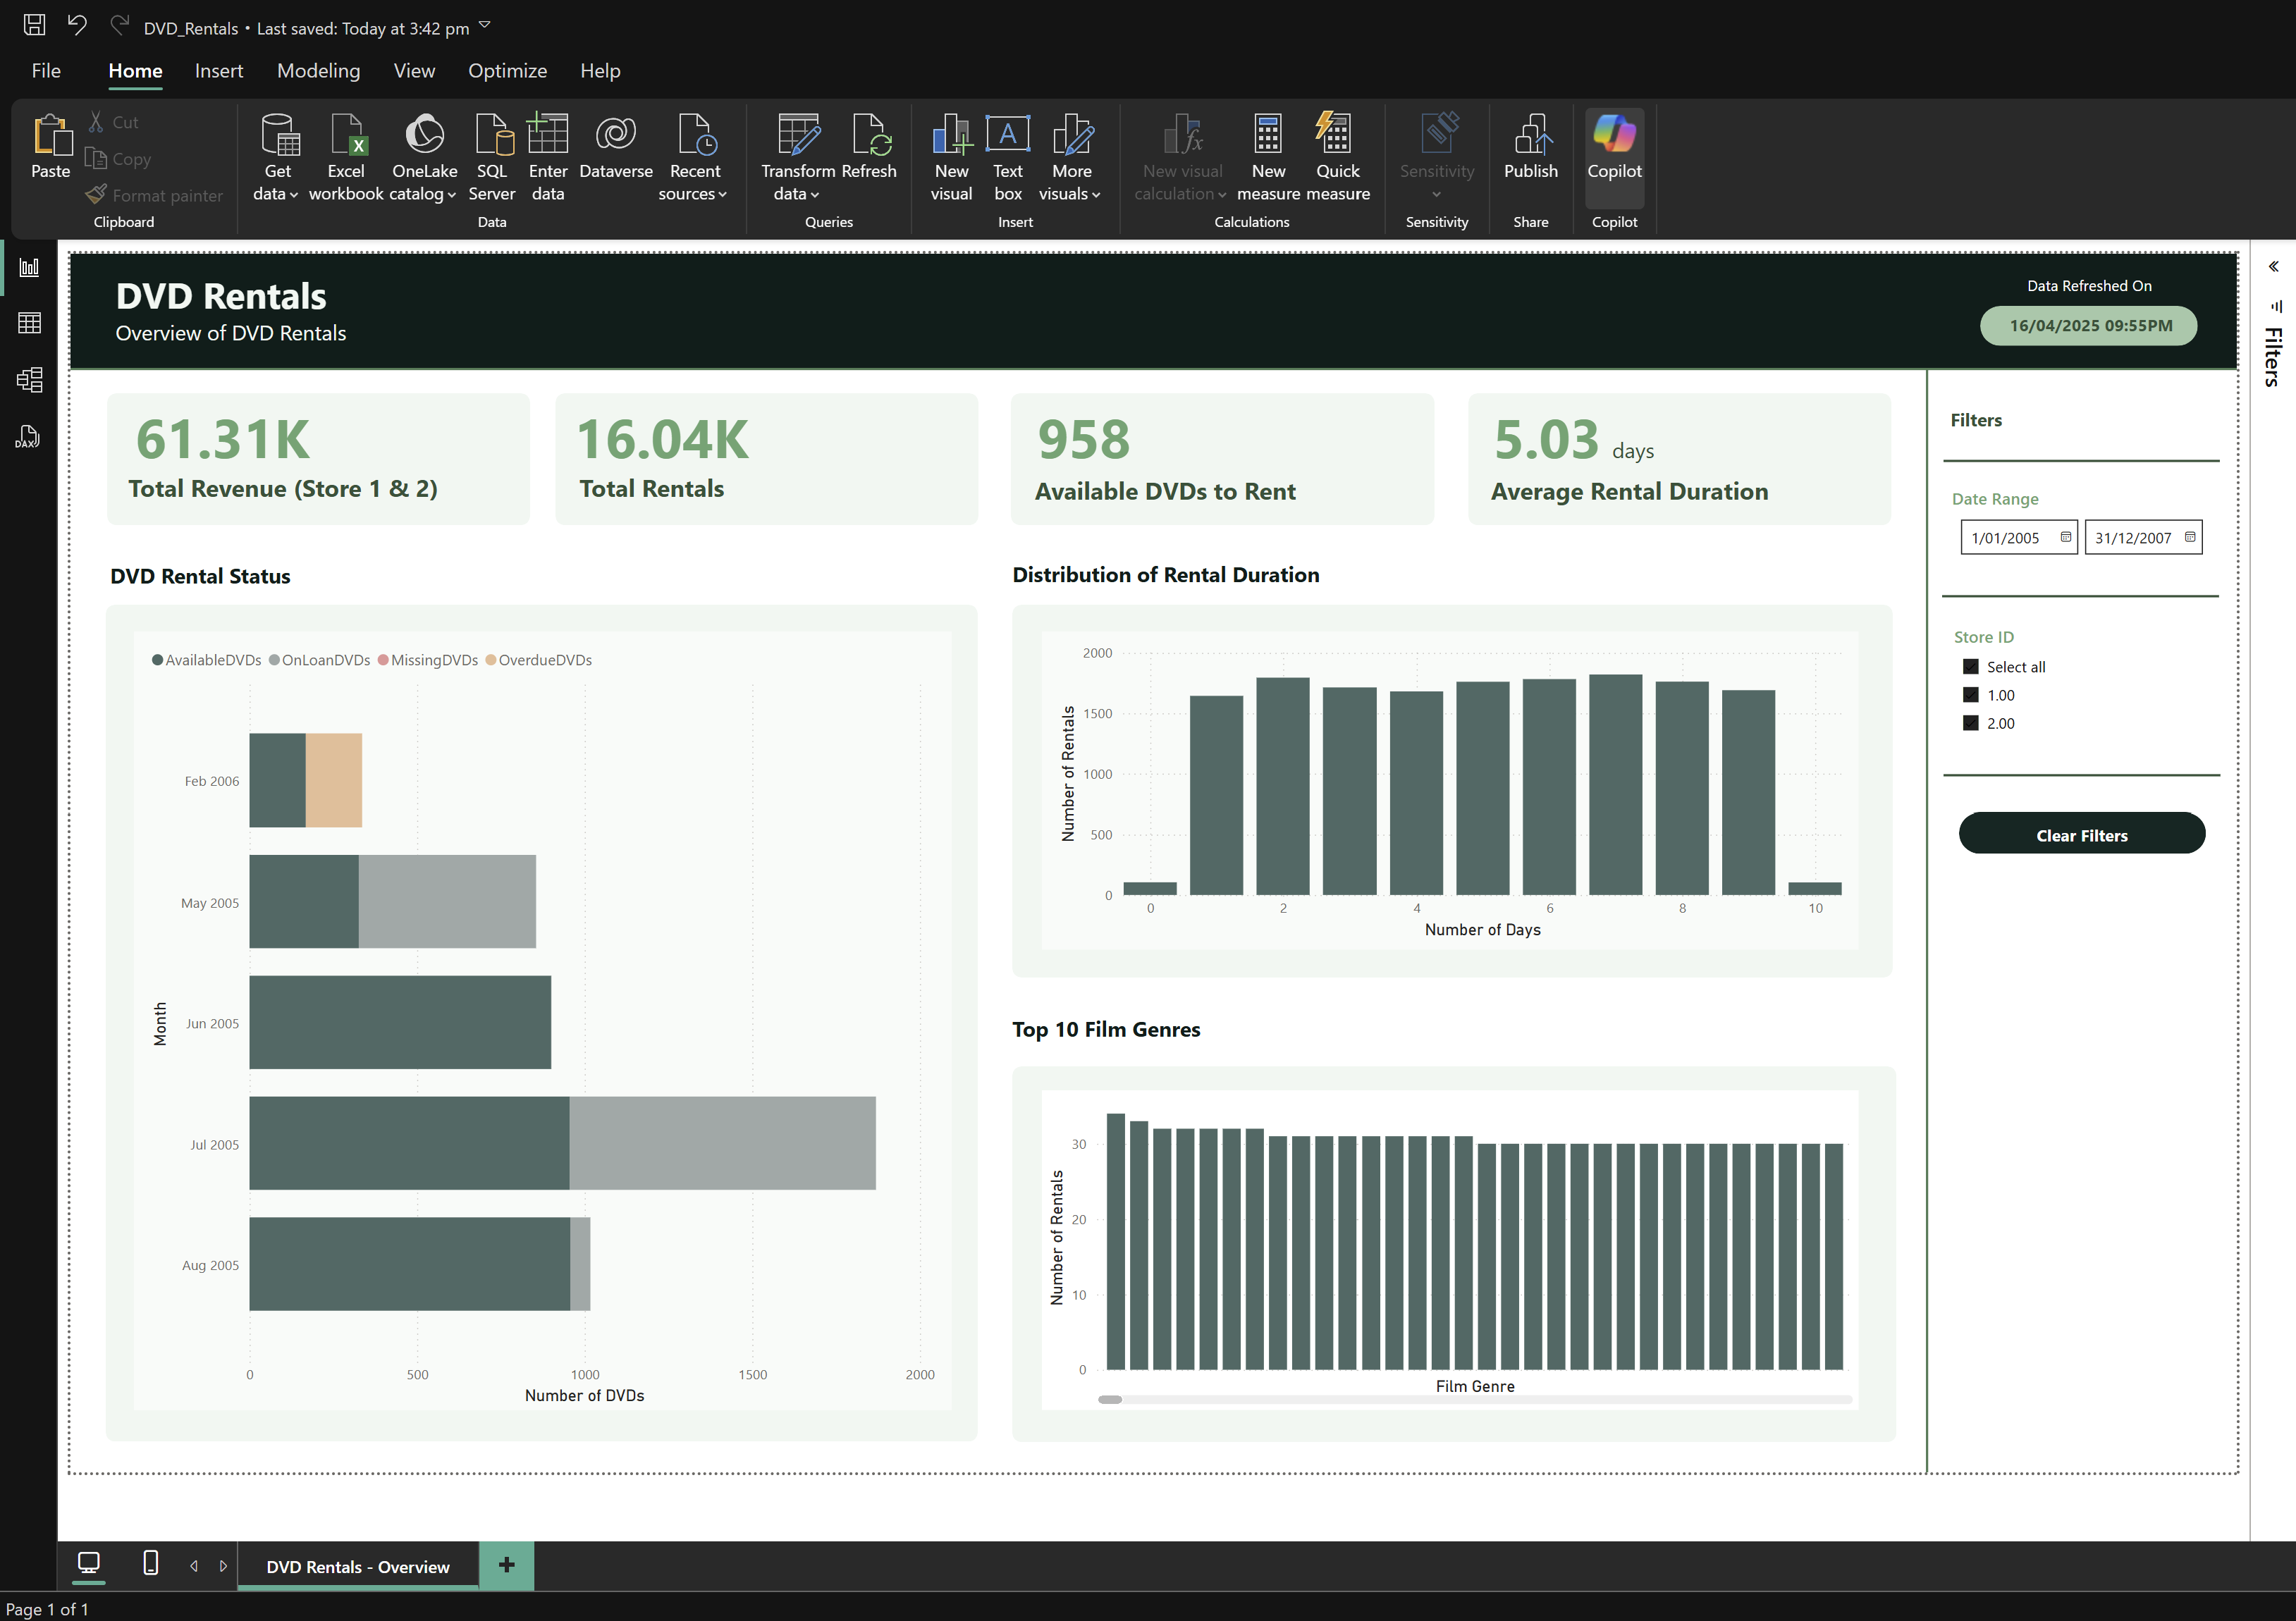 DVD_Rentals • Last saved: Today at 3:42 pm
File Home Insert Modeling View Optimize Help
Paste
Cut
Copy
Format painter
Clipboard
Get data
Excel workbook
OneLake catalog
SQL Server
Enter data
Dataverse
Recent sources
Data
Transform data
Refresh
Queries
New visual
Text box
More visuals
Insert
New visual calculation
New measure
Quick measure
Calculations
Sensitivity
Sensitivity
Publish
Share
Copilot
Copilot
DAX
DVD Rentals
Overview of DVD Rentals
Data Refreshed On
16/04/2025 09:55PM
Filters
61.31K
Total Revenue (Store 1 & 2)
16.04K
Total Rentals
958
Available DVDs to Rent
5.03 days
Average Rental Duration
Filters
Date Range
1/01/2005 31/12/2007
Store ID
Select all
1.00
2.00
Clear Filters
DVD Rental Status
AvailableDVDs OnLoanDVDs MissingDVDs OverdueDVDs
Month
Feb 2006
May 2005
Jun 2005
Jul 2005
Aug 2005
0 500 1000 1500 2000
Number of DVDs
Distribution of Rental Duration
Number of Rentals
2000
1500
1000
500
0
0 2 4 6 8 10
Number of Days
Top 10 Film Genres
Number of Rentals
30
20
10
0
Film Genre
DVD Rentals - Overview
Page 1 of 1